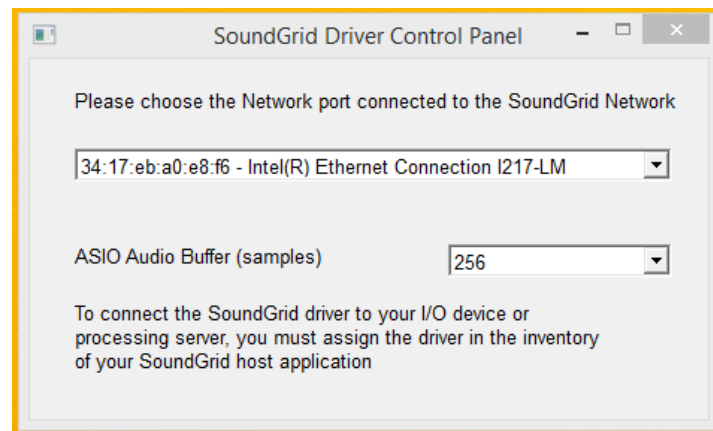 SoundGrid Driver Control Panel
Please choose the Network port connected to the SoundGrid Network
34:17:eb:a0:e8:f6 - Intel(R) Ethernet Connection I217-LM
ASIO Audio Buffer (samples) 256
To connect the SoundGrid driver to your I/O device or
processing server, you must assign the driver in the inventory
of your SoundGrid host application